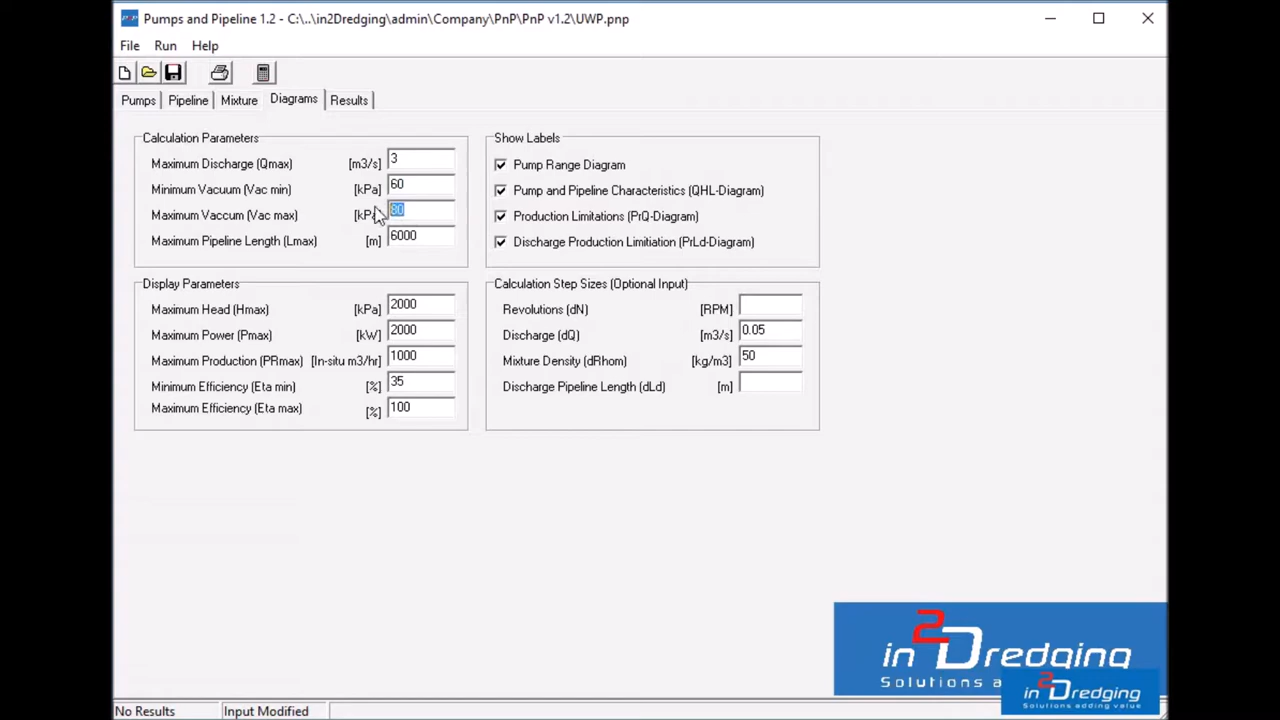 Pumps and Pipeline 1.2 - C:\..\in2Dredging\admin\Company\PnP\PnP v1.2\UWP.pnp
File Run Help
Pumps Pipeline Mixture Diagrams Results
Calculation Parameters
Maximum Discharge (Qmax) [m3/s] 3
Minimum Vacuum (Vac min) [kPa] 60
Maximum Vaccum (Vac max) [kPa 80
Maximum Pipeline Length (Lmax) [m] 6000
Show Labels
Pump Range Diagram
Pump and Pipeline Characteristics (QHL-Diagram)
Production Limitations (PrQ-Diagram)
Discharge Production Limitiation (PrLd-Diagram)
Display Parameters
Maximum Head (Hmax) [kPa] 2000
Maximum Power (Pmax) [kW] 2000
Maximum Production (PRmax) [In-situ m3/hr] 1000
Minimum Efficiency (Eta min) [%] 35
Maximum Efficiency (Eta max) [%] 100
Calculation Step Sizes (Optional Input)
Revolutions (dN) [RPM]
Discharge (dQ) [m3/s] 0.05
Mixture Density (dRhom) [kg/m3] 50
Discharge Pipeline Length (dLd) [m]
in2Dredging
Solutions a
in2Dredging
Solutions adding value
No Results Input Modified